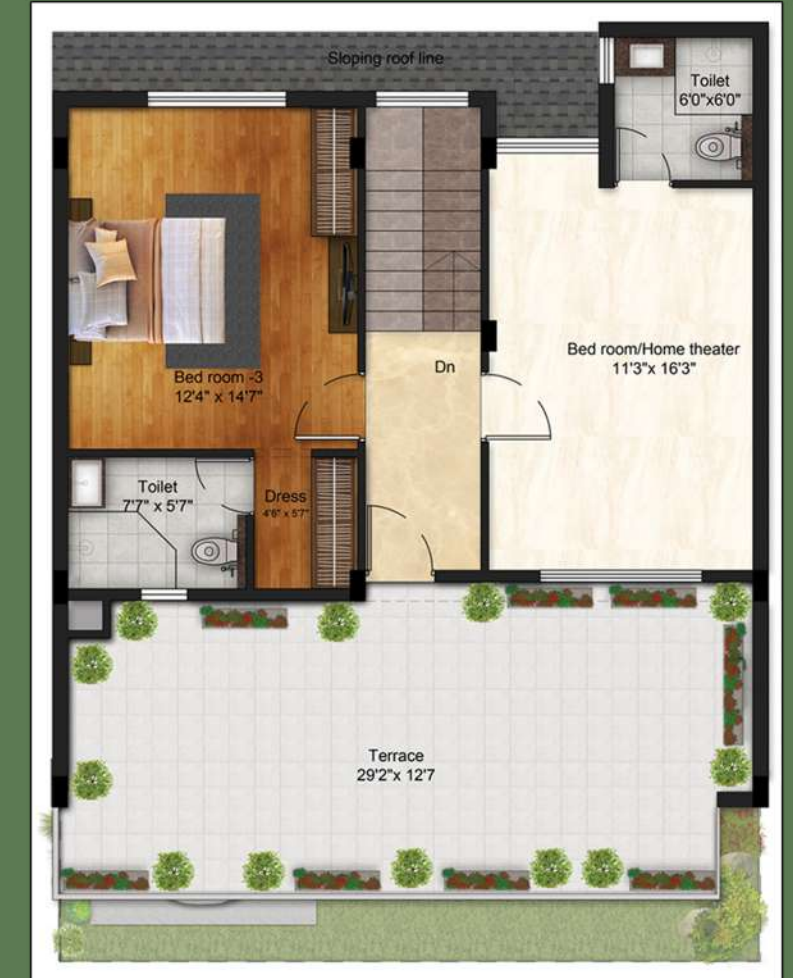 Sloping roof line
Toilet
6'0"x6'0"
Bed room/Home theater
11'3"x 16'3"
Dn
Bed room -3
12'4" x 14'7"
Toilet
7'7" x 5'7"
Dress
4'6" x 5'7"
Terrace
29'2"x 12'7